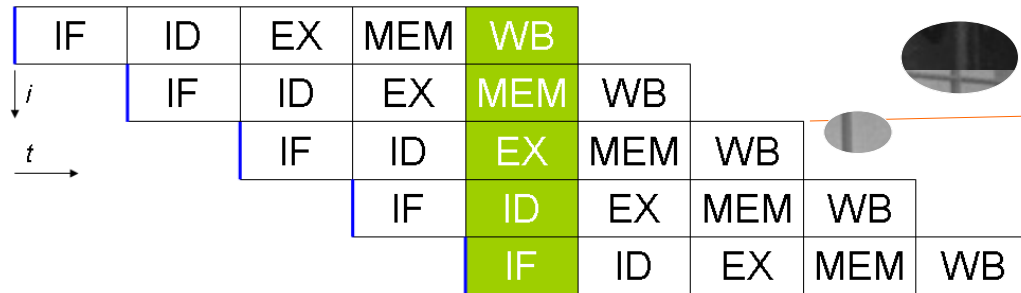 IF ID EX MEM WB
i IF ID EX MEM WB
t IF ID EX MEM WB
IF ID EX MEM WB
IF ID EX MEM WB